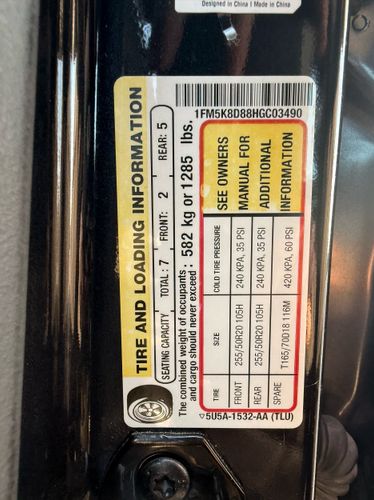 Designed in China | Made in China
1FM5K8D88HGC03490
TIRE AND LOADING INFORMATION
SEATING CAPACITY TOTAL: 7 FRONT: 2 REAR: 5
The combined weight of occupants
and cargo should never exceed: 582 kg or 1285 lbs.
TIRE SIZE COLD TIRE PRESSURE
FRONT 255/50R20 105H 240 KPA, 35 PSI
REAR 255/50R20 105H 240 KPA, 35 PSI
SPARE T165/70D18 116M 420 KPA, 60 PSI
SEE OWNERS
MANUAL FOR
ADDITIONAL
INFORMATION
5U5A-1532-AA (TLU)